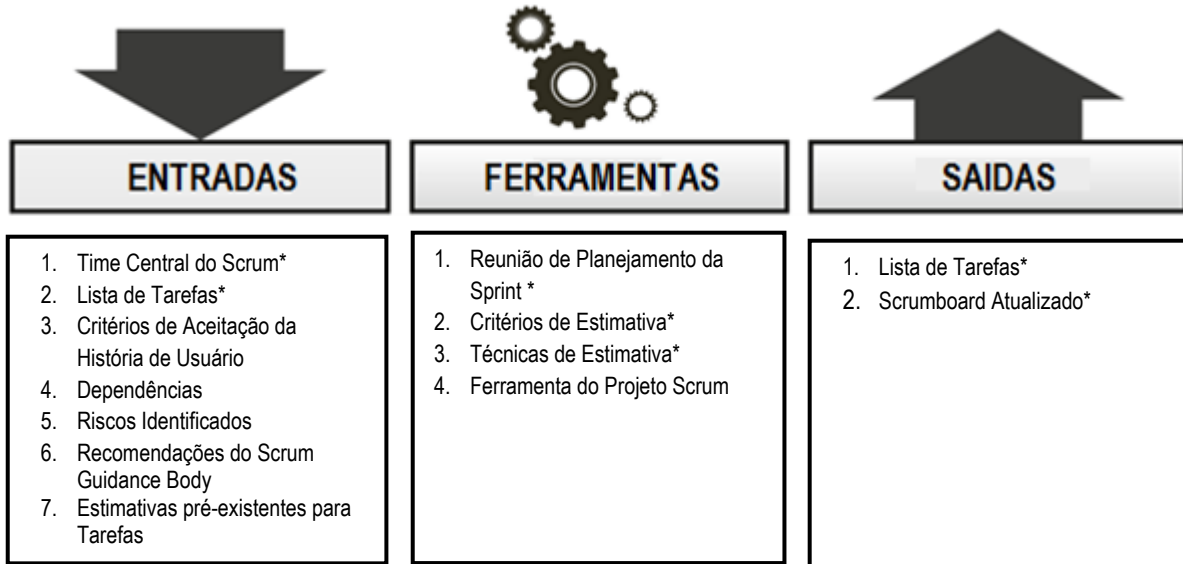 ENTRADAS
1. Time Central do Scrum*
2. Lista de Tarefas*
3. Critérios de Aceitação da
História de Usuário
4. Dependências
5. Riscos Identificados
6. Recomendações do Scrum
Guidance Body
7. Estimativas pré-existentes para
Tarefas
FERRAMENTAS
1. Reunião de Planejamento da
Sprint *
2. Critérios de Estimativa*
3. Técnicas de Estimativa*
4. Ferramenta do Projeto Scrum
SAIDAS
1. Lista de Tarefas*
2. Scrumboard Atualizado*